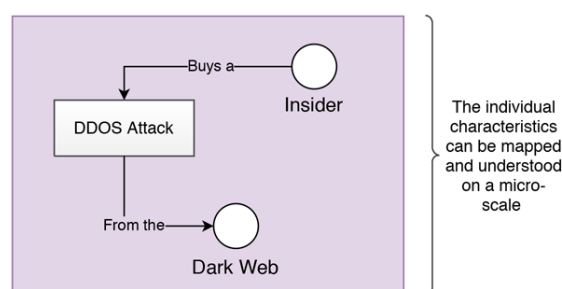 Buys a
Insider
DDOS Attack
From the
Dark Web
The individual
characteristics
can be mapped
and understood
on a micro-
scale